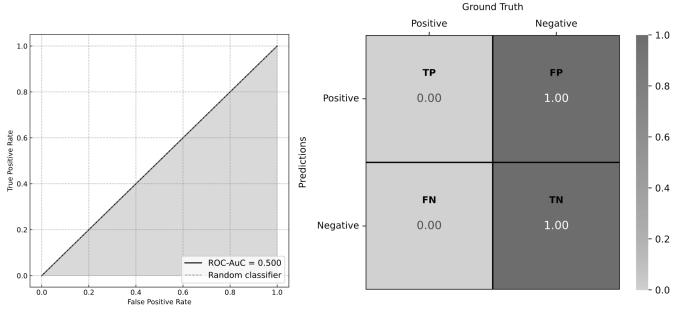 True Positive Rate
1.0
0.8
0.6
0.4
0.2
0.0
ROC-AuC = 0.500
Random classifier
0.0 0.2 0.4 0.6 0.8 1.0
False Positive Rate
Ground Truth
Positive Negative
Predictions
Positive
TP FP
0.00 1.00
Negative
FN TN
0.00 1.00
1.0
0.8
0.6
0.4
0.2
0.0